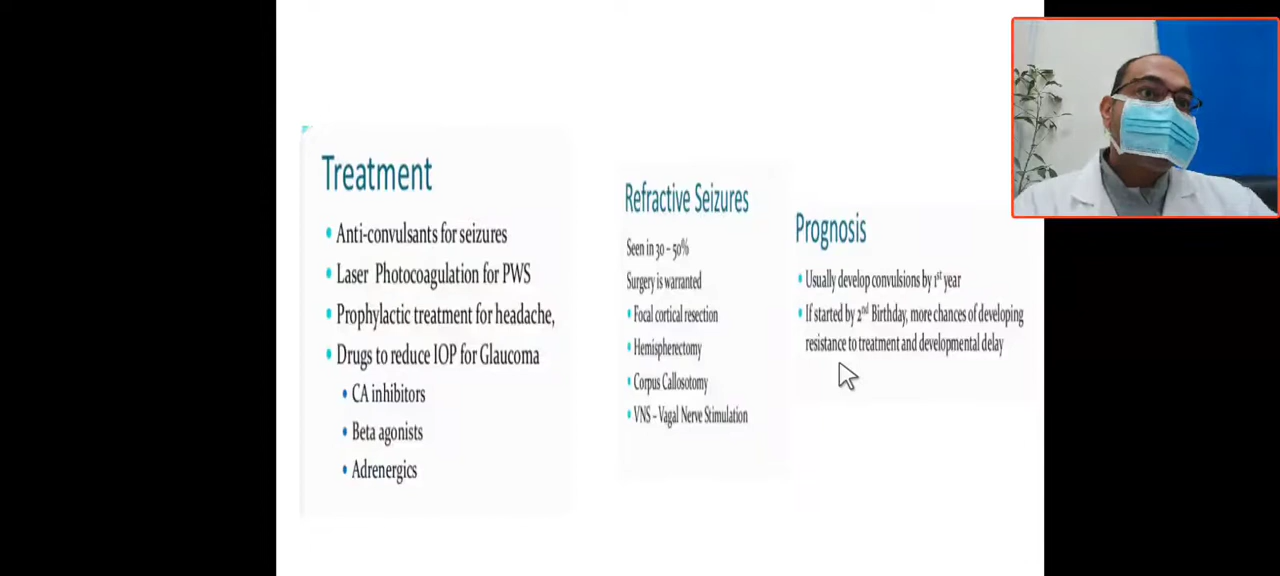 Treatment
• Anti-convulsants for seizures
• Laser Photocoagulation for PWS
• Prophylactic treatment for headache,
• Drugs to reduce IOP for Glaucoma
• CA inhibitors
• Beta agonists
• Adrenergics
Refractive Seizures
Seen in 30 – 50%
Surgery is warranted
• Focal cortical resection
• Hemispherectomy
• Corpus Callosotomy
• VNS – Vagal Nerve Stimulation
Prognosis
• Usually develop convulsions by 1st year
• If started by 2nd Birthday, more chances of developing
resistance to treatment and developmental delay